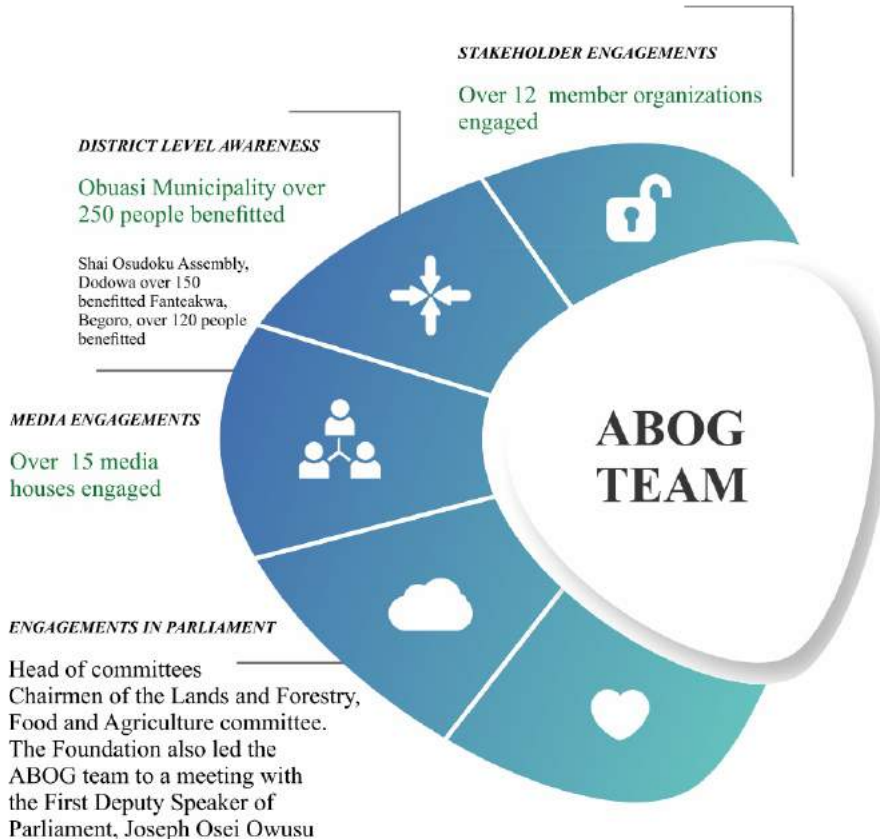 STAKEHOLDER ENGAGEMENTS
Over 12 member organizations
engaged
DISTRICT LEVEL AWARENESS
Obuasi Municipality over
250 people benefitted
Shai Osudoku Assembly,
Dodowa over 150
benefitted Fanteakwa,
Begoro, over 120 people
benefitted
MEDIA ENGAGEMENTS
Over 15 media
houses engaged
ENGAGEMENTS IN PARLIAMENT
Head of committees
Chairmen of the Lands and Forestry,
Food and Agriculture committee.
The Foundation also led the
ABOG team to a meeting with
the First Deputy Speaker of
Parliament, Joseph Osei Owusu
ABOG
TEAM